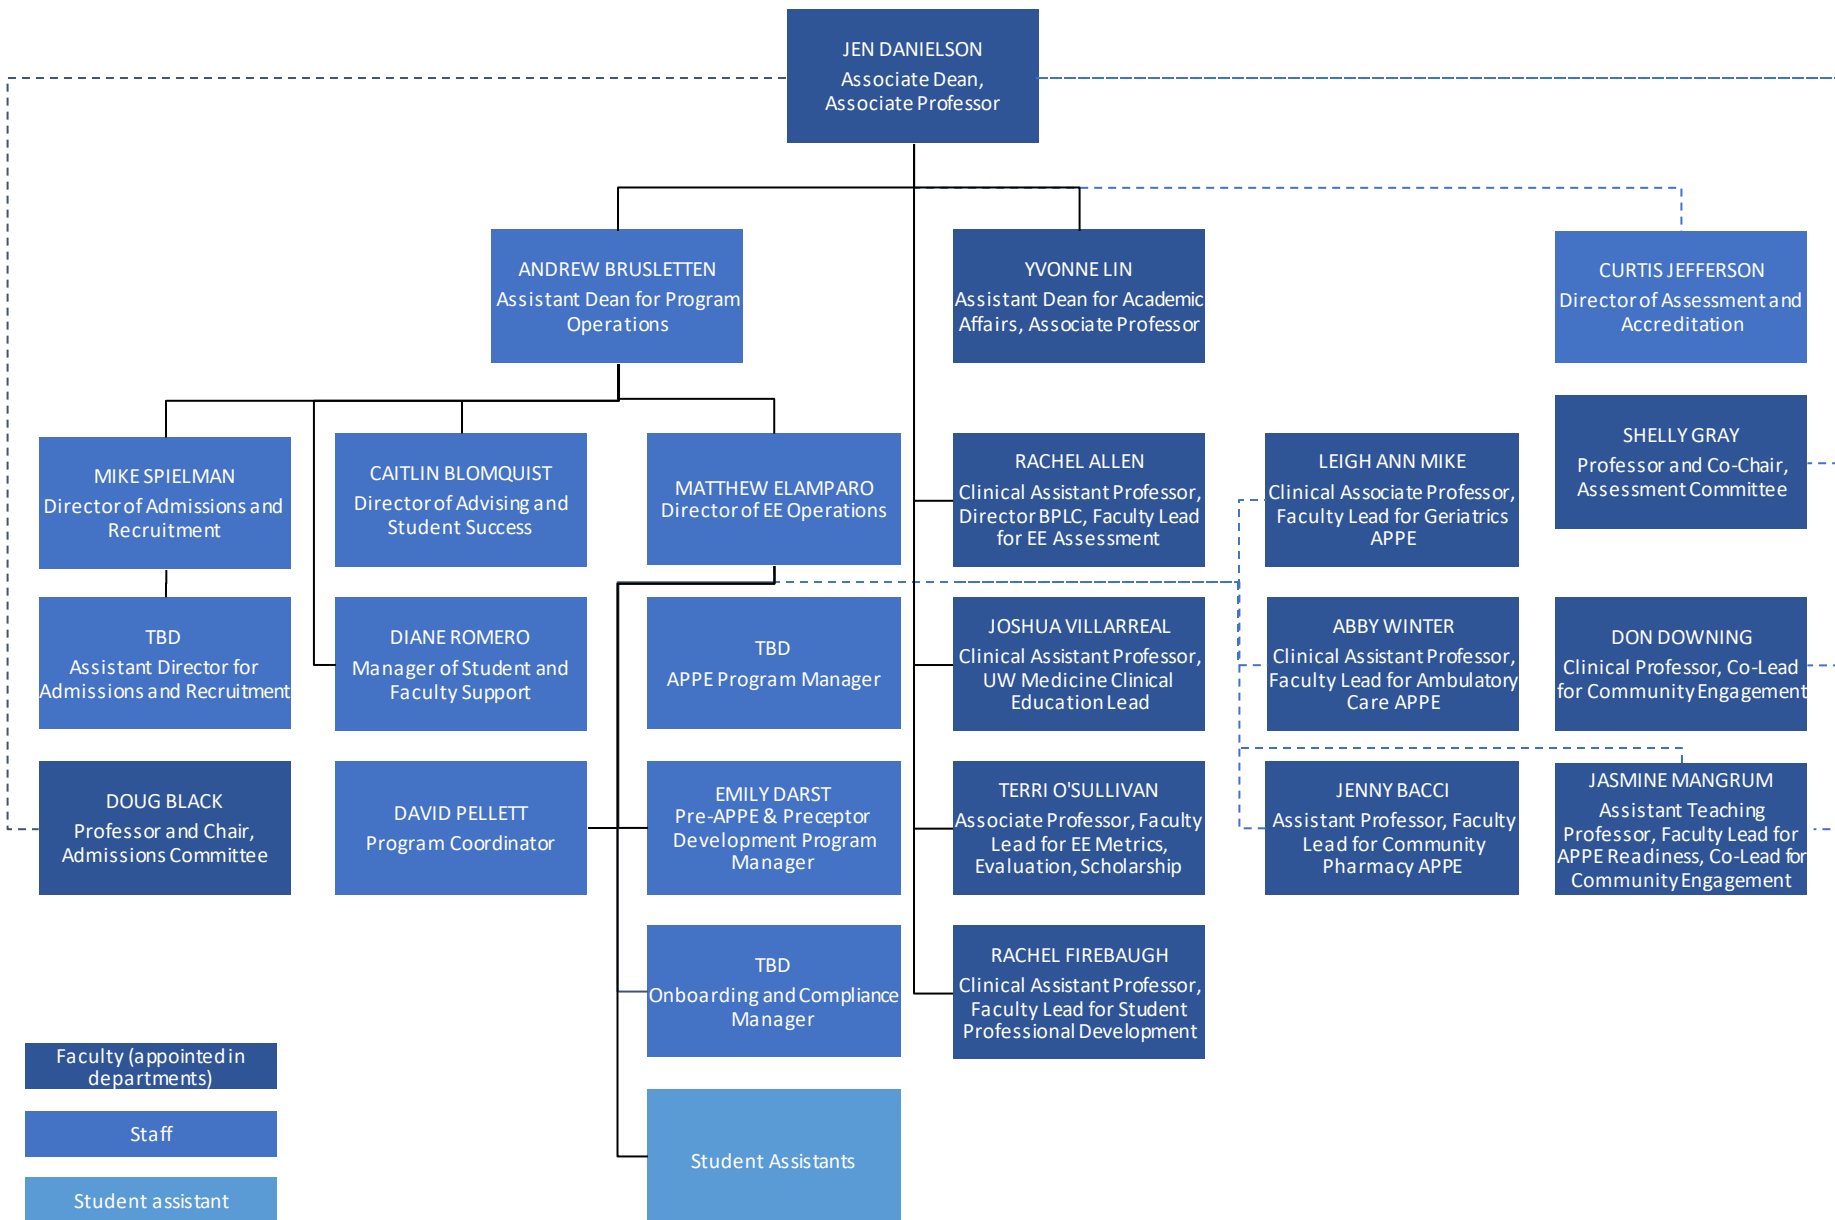 JEN DANIELSON
Associate Dean,
Associate Professor
ANDREW BRUSLETTEN
Assistant Dean for Program
Operations
YVONNE LIN
Assistant Dean for Academic
Affairs, Associate Professor
CURTIS JEFFERSON
Director of Assessment and
Accreditation
MIKE SPIELMAN
Director of Admissions and
Recruitment
CAITLIN BLOMQUIST
Director of Advising and
Student Success
MATTHEW ELAMPARO
Director of EE Operations
RACHEL ALLEN
Clinical Assistant Professor,
Director BPLC, Faculty Lead
for EE Assessment
LEIGH ANN MIKE
Clinical Associate Professor,
Faculty Lead for Geriatrics
APPE
SHELLY GRAY
Professor and Co-Chair,
Assessment Committee
TBD
Assistant Director for
Admissions and Recruitment
DIANE ROMERO
Manager of Student and
Faculty Support
TBD
APPE Program Manager
JOSHUA VILLARREAL
Clinical Assistant Professor,
UW Medicine Clinical
Education Lead
ABBY WINTER
Clinical Assistant Professor,
Faculty Lead for Ambulatory
Care APPE
DON DOWNING
Clinical Professor, Co-Lead
for Community Engagement
DOUG BLACK
Professor and Chair,
Admissions Committee
DAVID PELLETT
Program Coordinator
EMILY DARST
Pre-APPE & Preceptor
Development Program
Manager
TERRI O'SULLIVAN
Associate Professor, Faculty
Lead for EE Metrics,
Evaluation, Scholarship
JENNY BACCI
Assistant Professor, Faculty
Lead for Community
Pharmacy APPE
JASMINE MANGRUM
Assistant Teaching
Professor, Faculty Lead for
APPE Readiness, Co-Lead for
Community Engagement
TBD
Onboarding and Compliance
Manager
RACHEL FIREBAUGH
Clinical Assistant Professor,
Faculty Lead for Student
Professional Development
Student Assistants
Faculty (appointed in
departments)
Staff
Student assistant